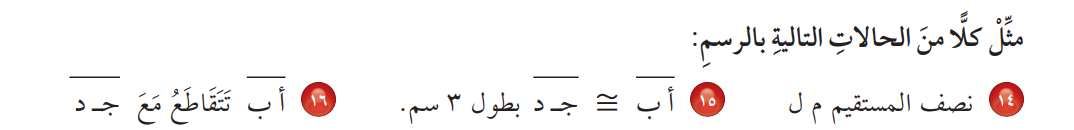 مثِّلْ كلًّا منَ الحالاتِ التاليةِ بالرسمِ:
١٤ نصف المستقيم م ل ١٥ أ ب ≅ جـ د بطول ٣ سم. ١٦ أ ب تَتَقَاطَعُ مَعَ جـ د